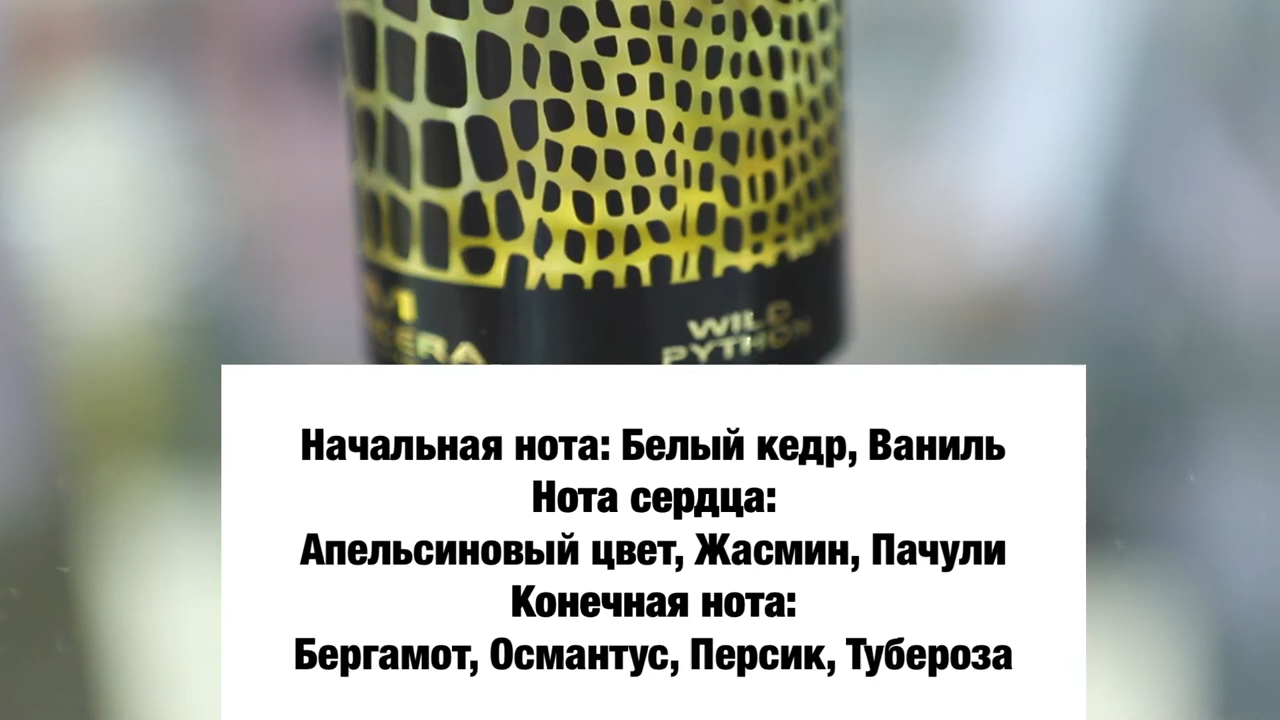 WILD
PYTHON
Начальная нота: Белый кедр, Ваниль
Нота сердца:
Апельсиновый цвет, Жасмин, Пачули
Конечная нота:
Бергамот, Османтус, Персик, Тубероза